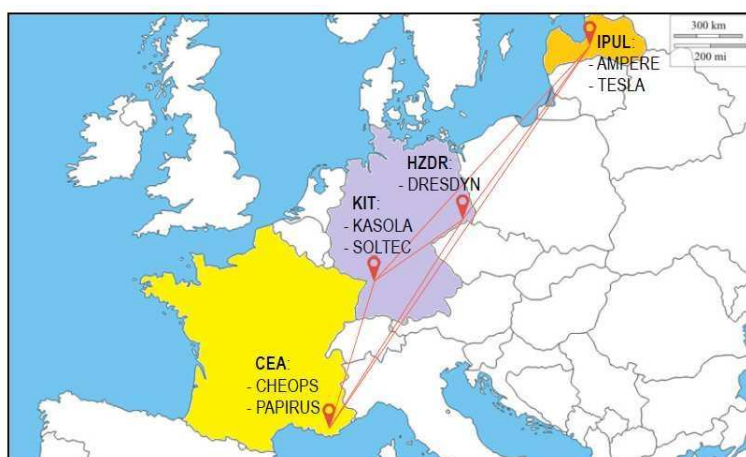 300 km
200 mi
IPUL:
- AMPERE
- TESLA
HZDR:
- DRESDYN
KIT:
- KASOLA
- SOLTEC
CEA:
- CHEOPS
- PAPIRUS